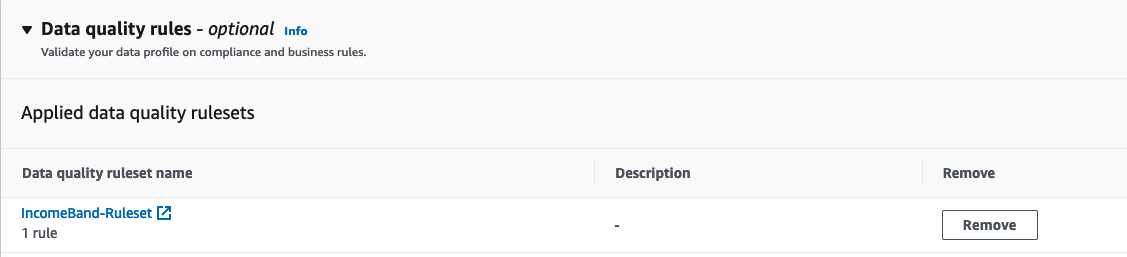 Data quality rules - optional Info
Validate your data profile on compliance and business rules.
Applied data quality rulesets
Data quality ruleset name Description Remove
IncomeBand-Ruleset
1 rule - Remove